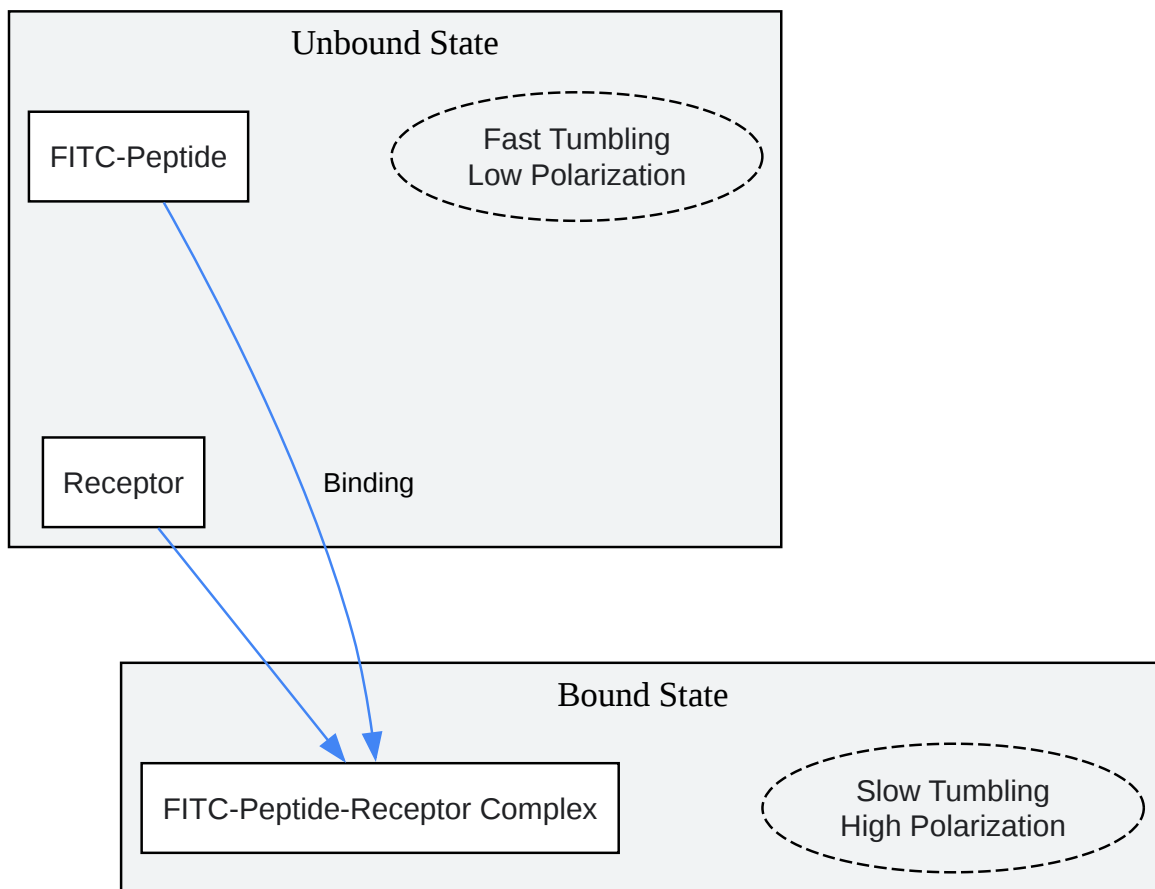 Unbound State
FITC-Peptide
Fast Tumbling
Low Polarization
Receptor
Binding
Bound State
FITC-Peptide-Receptor Complex
Slow Tumbling
High Polarization